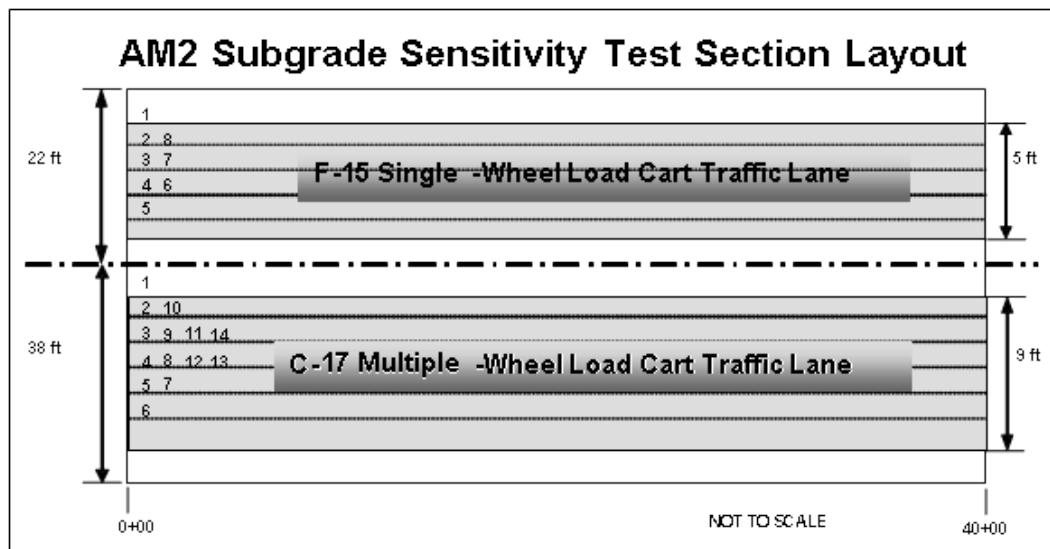 AM2 Subgrade Sensitivity Test Section Layout
1
2 8
3 7
4 6
5
22 ft
F-15 Single -Wheel Load Cart Traffic Lane
5 ft
1
2 10
3 9 11 14
4 8 12 13
5 7
6
38 ft
C-17 Multiple -Wheel Load Cart Traffic Lane
9 ft
0+00
NOT TO SCALE
40+00